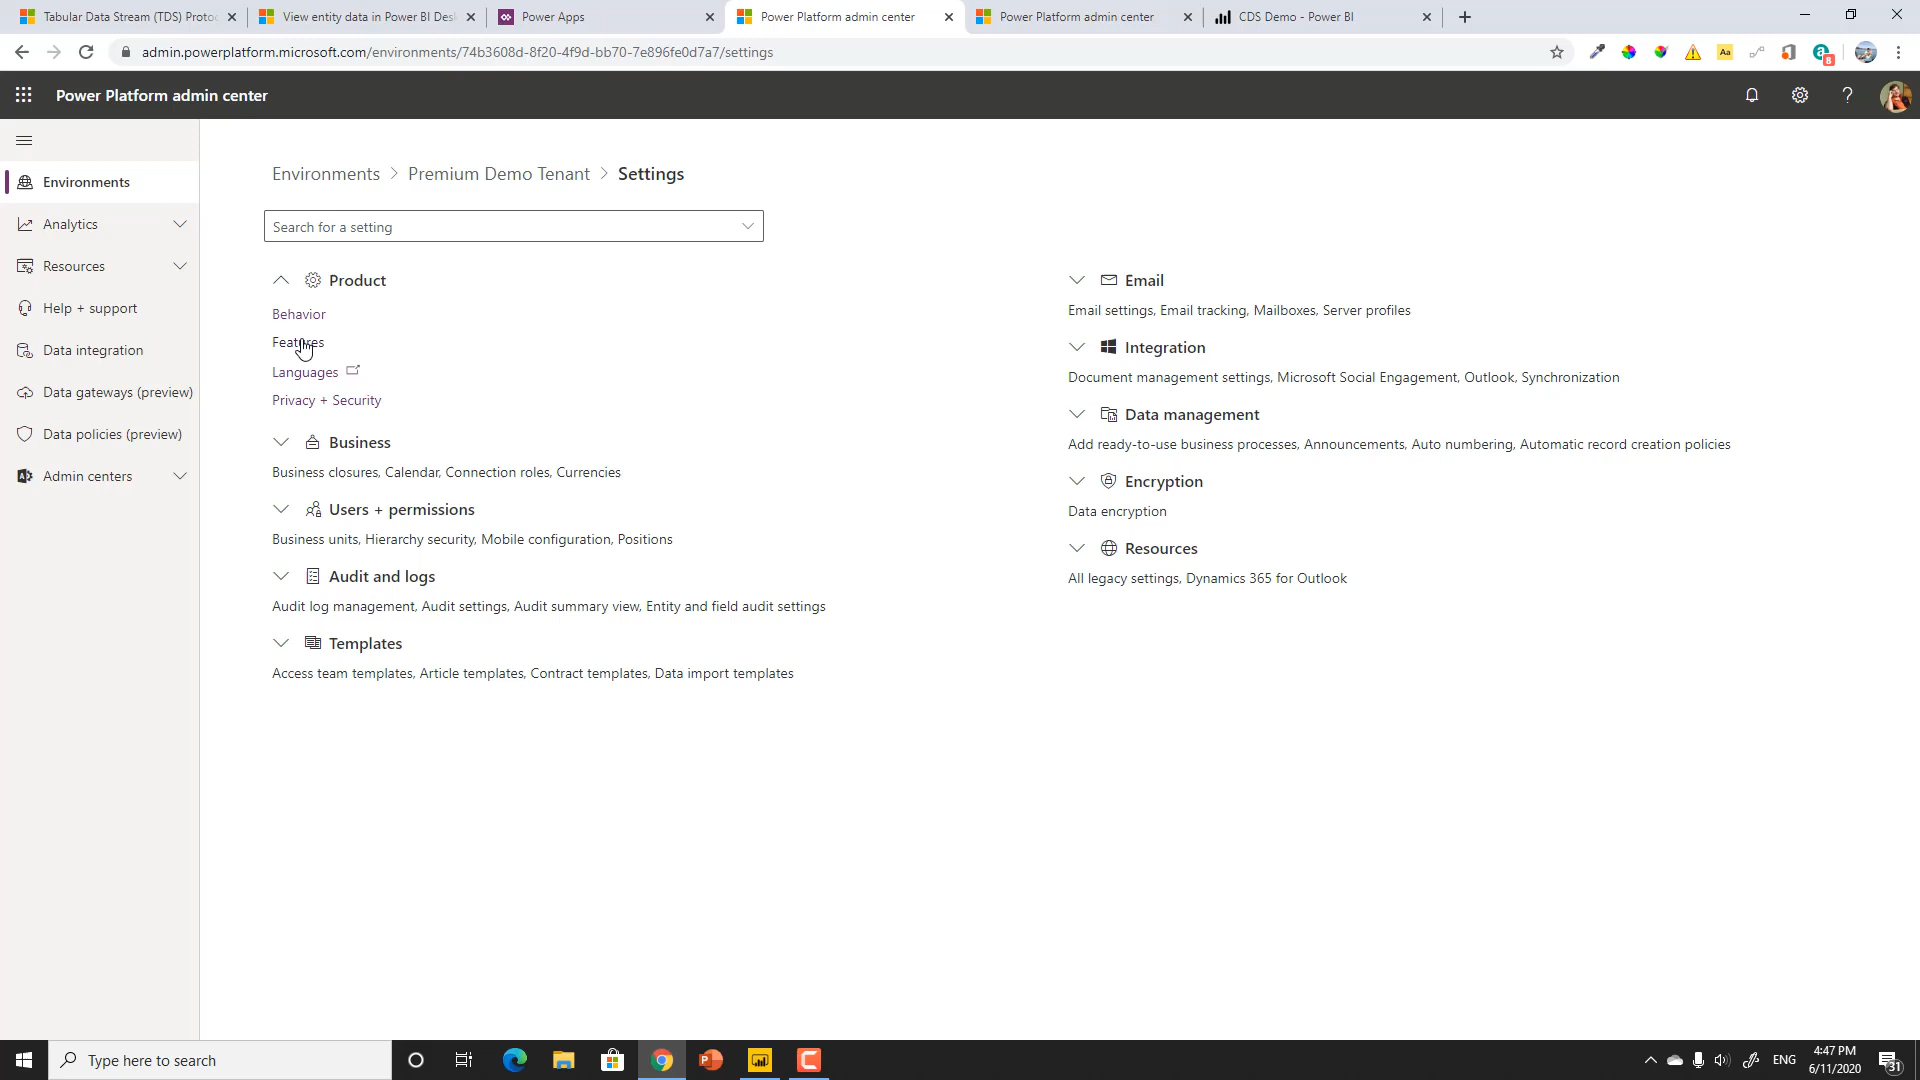 Tabular Data Stream (TDS) Protoc
View entity data in Power BI Desk
Power Apps
Power Platform admin center
Power Platform admin center
CDS Demo - Power BI
admin.powerplatform.microsoft.com/environments/74b3608d-8f20-4f9d-bb70-7e896fe0d7a7/settings
Aa
a
8
Power Platform admin center
?
Environments
Analytics
Resources
Help + support
Data integration
Data gateways (preview)
Data policies (preview)
Admin centers
Environments > Premium Demo Tenant > Settings
Search for a setting
Product
Behavior
Features
Languages
Privacy + Security
Business
Business closures, Calendar, Connection roles, Currencies
Users + permissions
Business units, Hierarchy security, Mobile configuration, Positions
Audit and logs
Audit log management, Audit settings, Audit summary view, Entity and field audit settings
Templates
Access team templates, Article templates, Contract templates, Data import templates
Email
Email settings, Email tracking, Mailboxes, Server profiles
Integration
Document management settings, Microsoft Social Engagement, Outlook, Synchronization
Data management
Add ready-to-use business processes, Announcements, Auto numbering, Automatic record creation policies
Encryption
Data encryption
Resources
All legacy settings, Dynamics 365 for Outlook
Type here to search
ENG
4:47 PM
6/11/2020
31